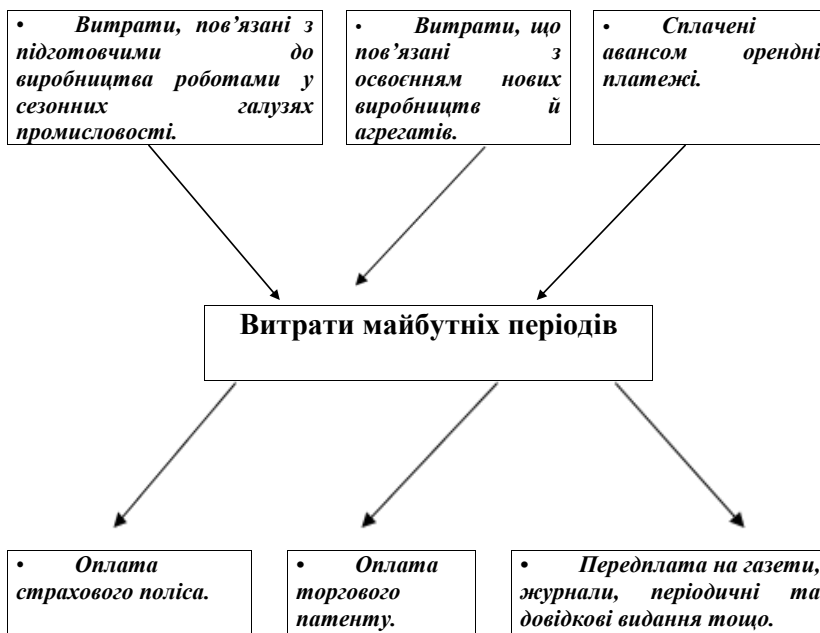 • Витрати, пов’язані з
підготовчими до
виробництва роботами у
сезонних галузях
промисловості.
• Витрати, що
пов’язані з
освоєнням нових
виробництв й
агрегатів.
• Сплачені
авансом орендні
платежі.
Витрати майбутніх періодів
• Оплата
страхового поліса.
• Оплата
торгового
патенту.
• Передплата на газети,
журнали, періодичні та
довідкові видання тощо.